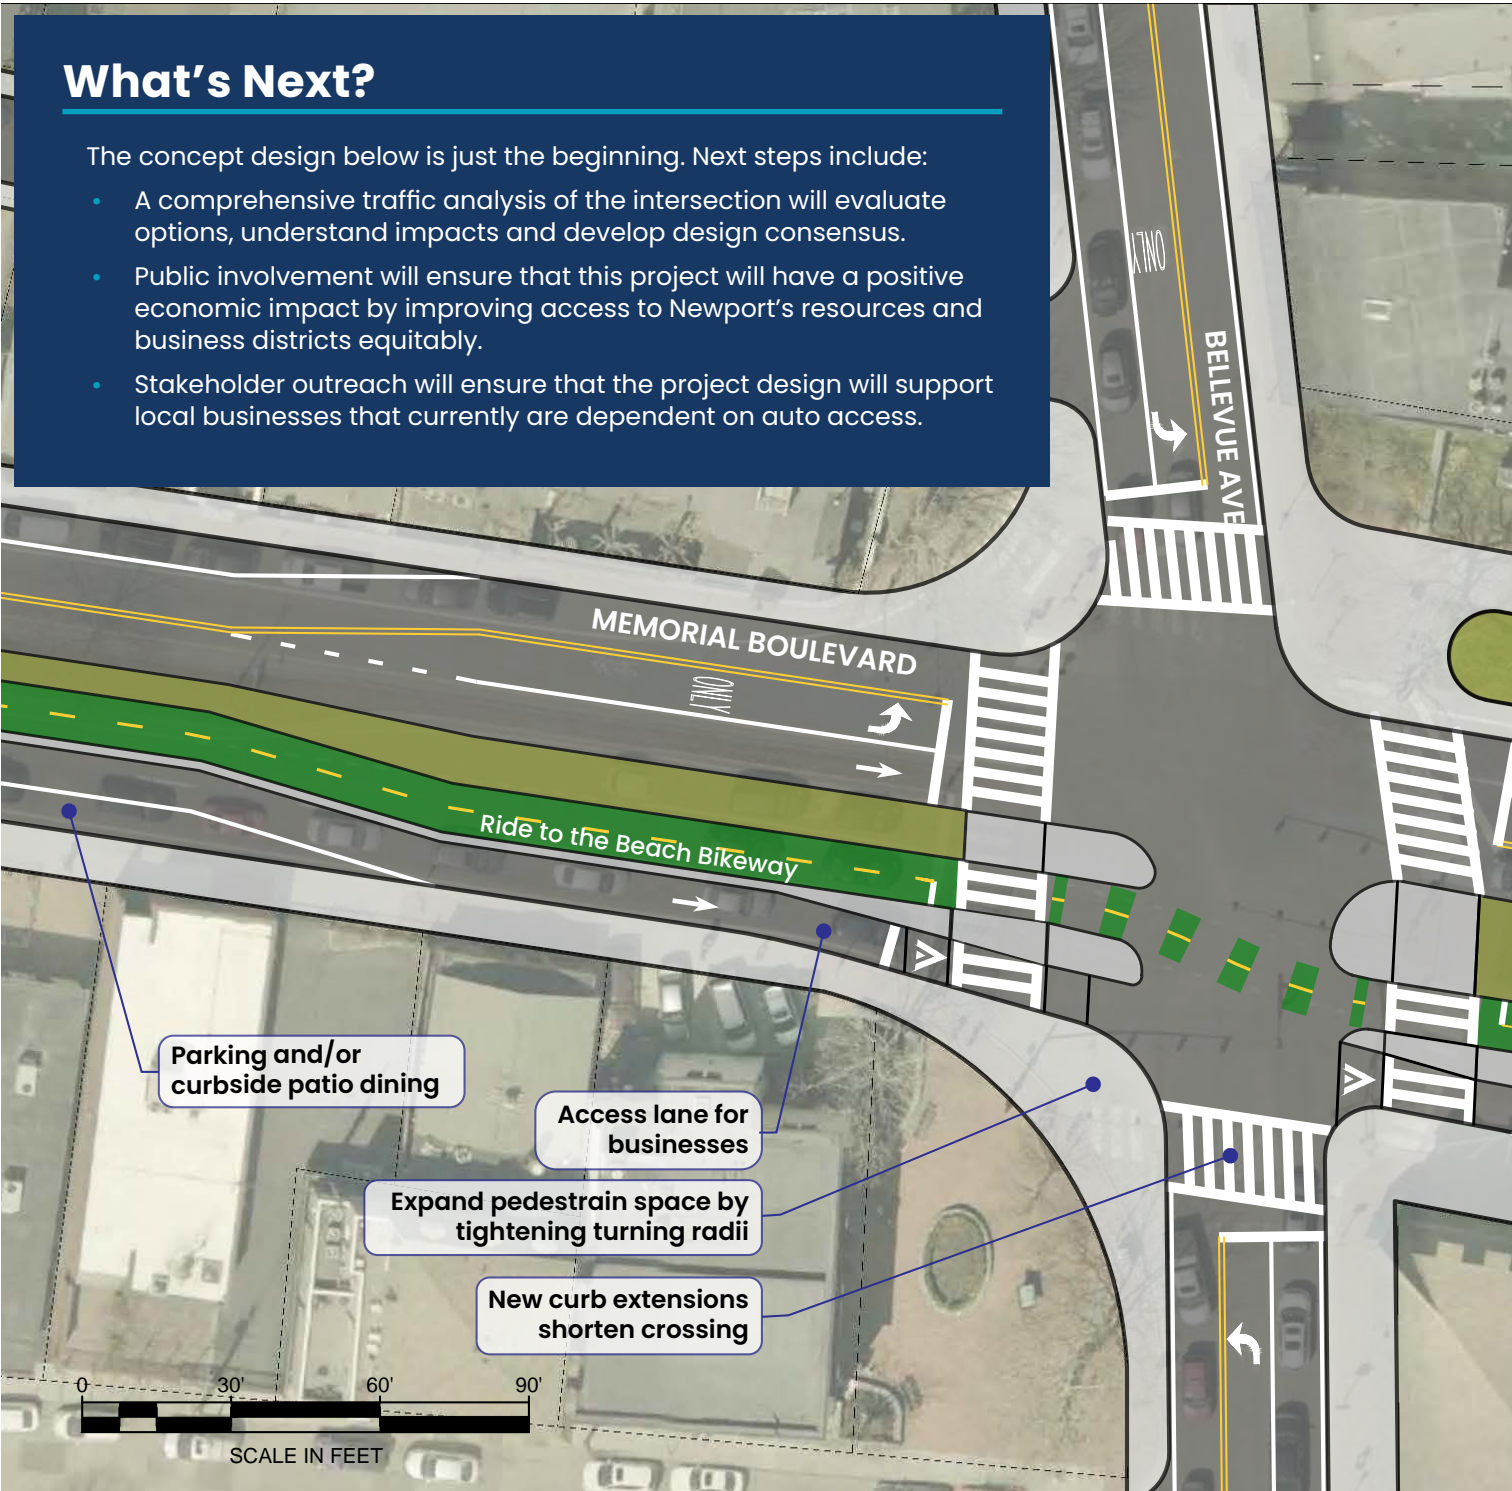 What's Next?
The concept design below is just the beginning. Next steps include:
• A comprehensive traffic analysis of the intersection will evaluate
options, understand impacts and develop design consensus.
• Public involvement will ensure that this project will have a positive
economic impact by improving access to Newport's resources and
business districts equitably.
• Stakeholder outreach will ensure that the project design will support
local businesses that currently are dependent on auto access.
ONLY
BELLEVUE AVE
MEMORIAL BOULEVARD
ONLY
Ride to the Beach Bikeway
Parking and/or
curbside patio dining
Access lane for
businesses
Expand pedestrain space by
tightening turning radii
New curb extensions
shorten crossing
0 30' 60' 90'
SCALE IN FEET